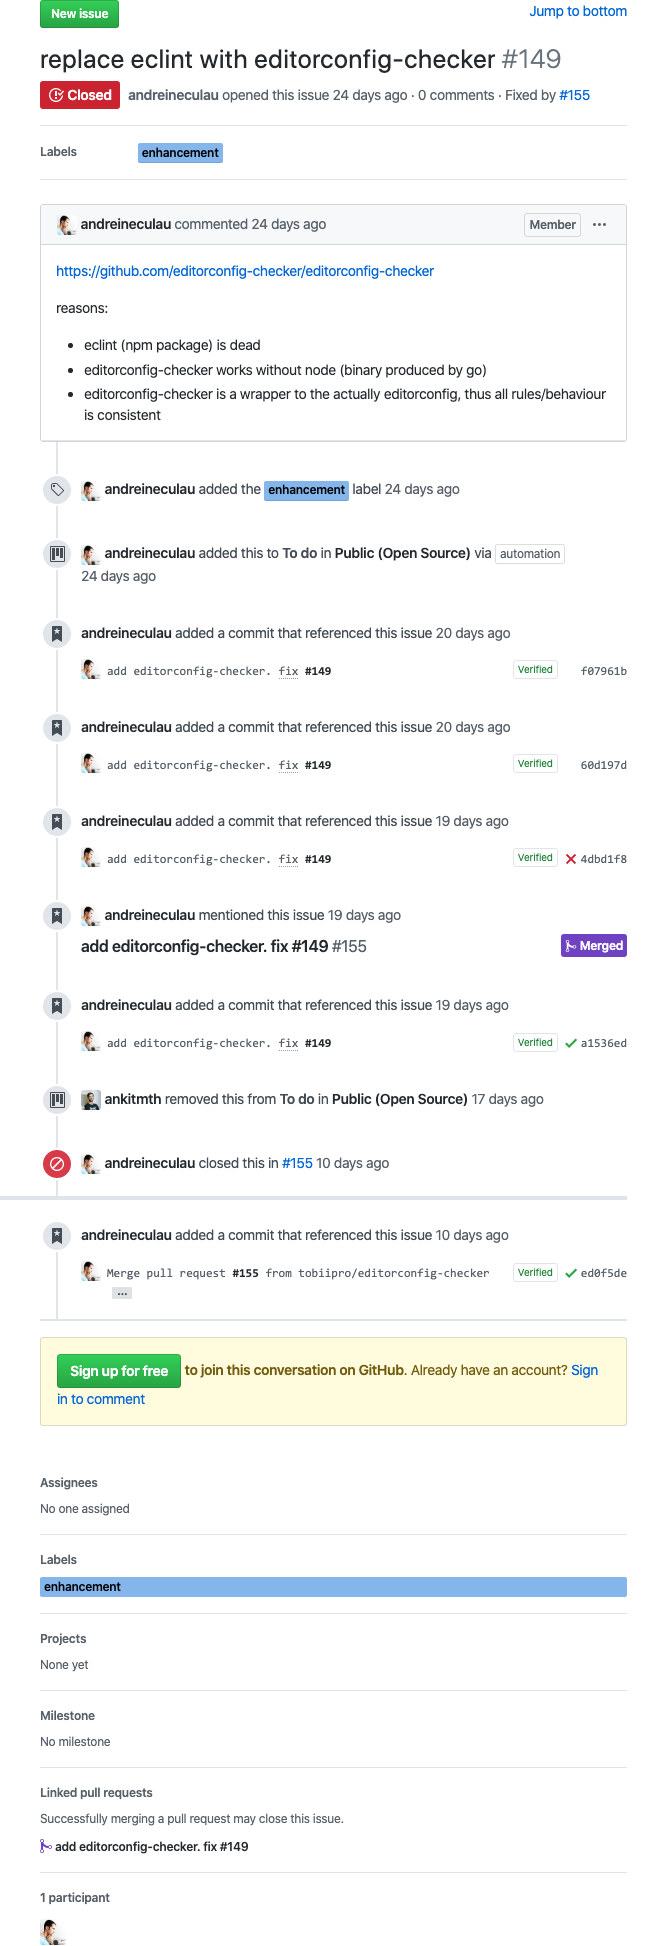 New issue
Jump to bottom
replace eclint with editorconfig-checker #149
Closed andreineculau opened this issue 24 days ago · 0 comments · Fixed by #155
Labels
enhancement
andreineculau commented 24 days ago
Member ···
https://github.com/editorconfig-checker/editorconfig-checker
reasons:
• eclint (npm package) is dead
• editorconfig-checker works without node (binary produced by go)
• editorconfig-checker is a wrapper to the actually editorconfig, thus all rules/behaviour
is consistent
andreineculau added the enhancement label 24 days ago
andreineculau added this to To do in Public (Open Source) via automation
24 days ago
andreineculau added a commit that referenced this issue 20 days ago
add editorconfig-checker. fix #149 Verified f07961b
andreineculau added a commit that referenced this issue 20 days ago
add editorconfig-checker. fix #149 Verified 60d197d
andreineculau added a commit that referenced this issue 19 days ago
add editorconfig-checker. fix #149 Verified 4dbd1f8
andreineculau mentioned this issue 19 days ago
add editorconfig-checker. fix #149 #155 Merged
andreineculau added a commit that referenced this issue 19 days ago
add editorconfig-checker. fix #149 Verified a1536ed
ankitmth removed this from To do in Public (Open Source) 17 days ago
andreineculau closed this in #155 10 days ago
andreineculau added a commit that referenced this issue 10 days ago
Merge pull request #155 from tobiipro/editorconfig-checker Verified ed0f5de
...
Sign up for free to join this conversation on GitHub. Already have an account? Sign
in to comment
Assignees
No one assigned
Labels
enhancement
Projects
None yet
Milestone
No milestone
Linked pull requests
Successfully merging a pull request may close this issue.
add editorconfig-checker. fix #149
1 participant